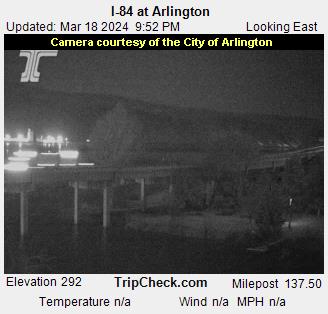 I-84 at Arlington
Updated: Mar 18 2024 9:52 PM Looking East
Camera courtesy of the City of Arlington
Elevation 292 TripCheck.com Milepost 137.50
Temperature n/a Wind n/a MPH n/a